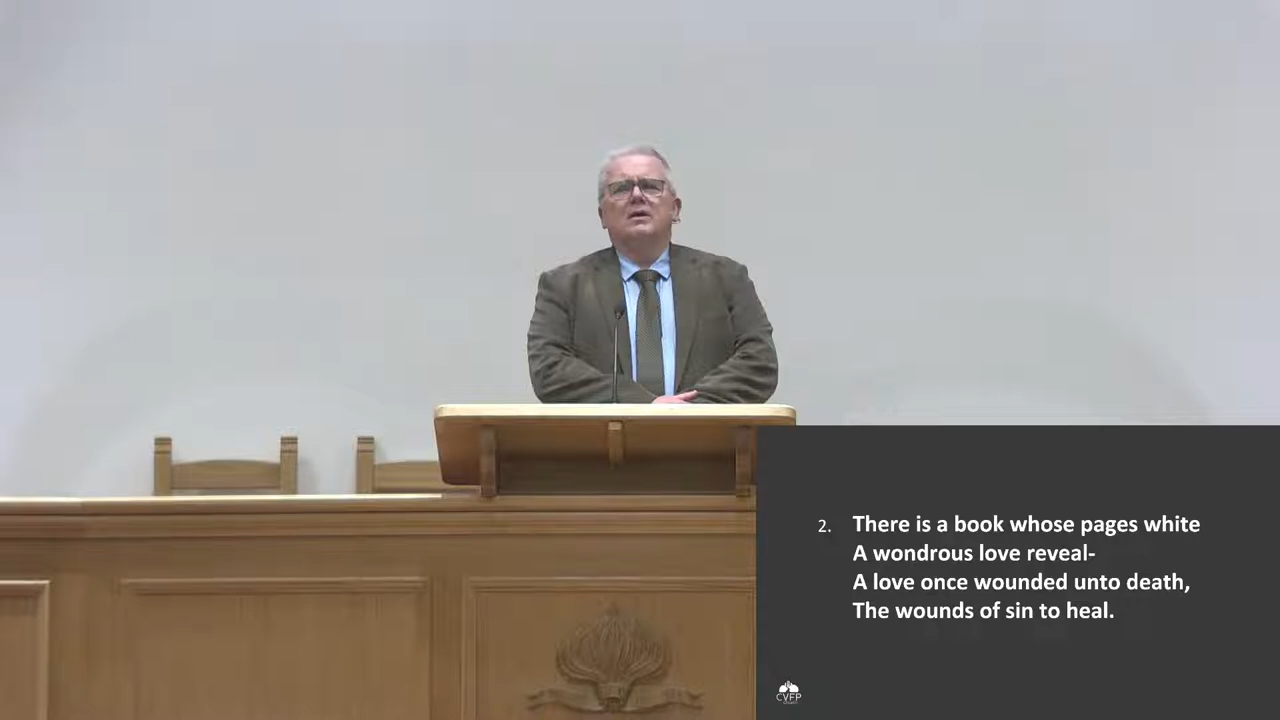 2. There is a book whose pages white
A wondrous love reveal-
A love once wounded unto death,
The wounds of sin to heal.
CVFP